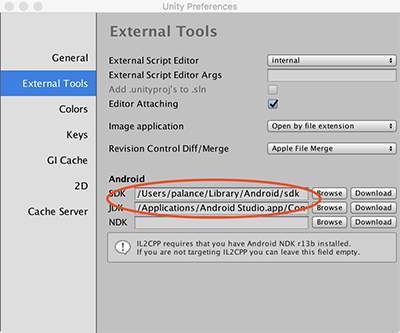 Unity Preferences
External Tools
General
External Tools
Colors
Keys
GI Cache
2D
Cache Server
External Script Editor internal
External Script Editor Args
Add .unityproj's to .sln
Editor Attaching
Image application Open by file extension
Revision Control Diff/Merge Apple File Merge
Android
SDK /Users/palance/Library/Android/sdk Browse Download
JDK /Applications/Android Studio.app/Con Browse Download
NDK Browse Download
IL2CPP requires that you have Android NDK r13b installed.
If you are not targeting IL2CPP you can leave this field empty.